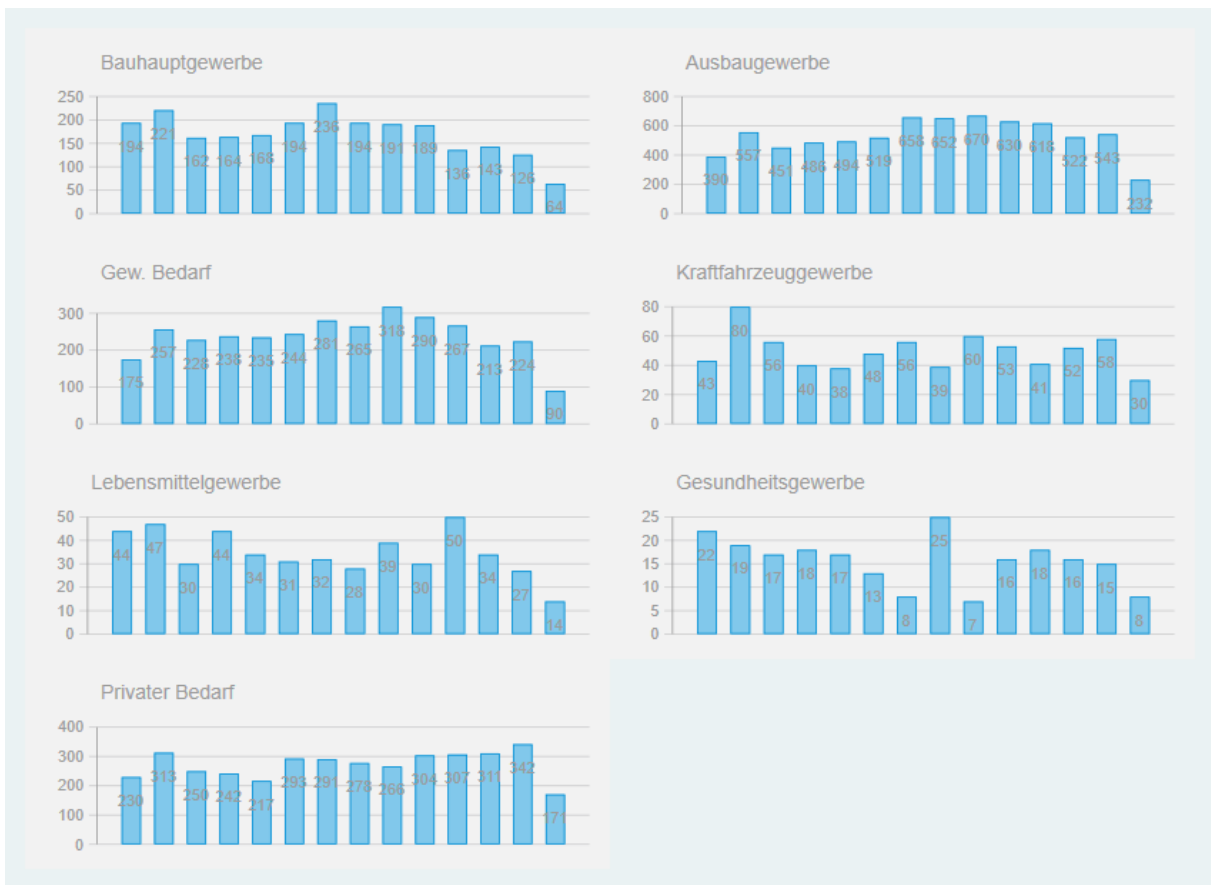 Bauhauptgewerbe
250
200
150
100
50
0
194 221 162 164 168 194 236 194 191 189 136 143 126 64
Ausbaugewerbe
800
600
400
200
0
390 557 451 486 494 519 658 652 670 630 618 522 543 232
Gew. Bedarf
300
200
100
0
175 257 228 238 235 244 281 265 318 290 267 213 224 90
Kraftfahrzeuggewerbe
80
60
40
20
0
43 80 56 40 38 48 56 39 60 53 41 52 58 30
Lebensmittelgewerbe
50
40
30
20
10
0
44 47 30 44 34 31 32 28 39 30 50 34 27 14
Gesundheitsgewerbe
25
20
15
10
5
0
22 19 17 18 17 13 8 25 7 16 18 16 15 8
Privater Bedarf
400
300
200
100
0
230 313 250 242 217 293 291 278 266 304 307 311 342 171